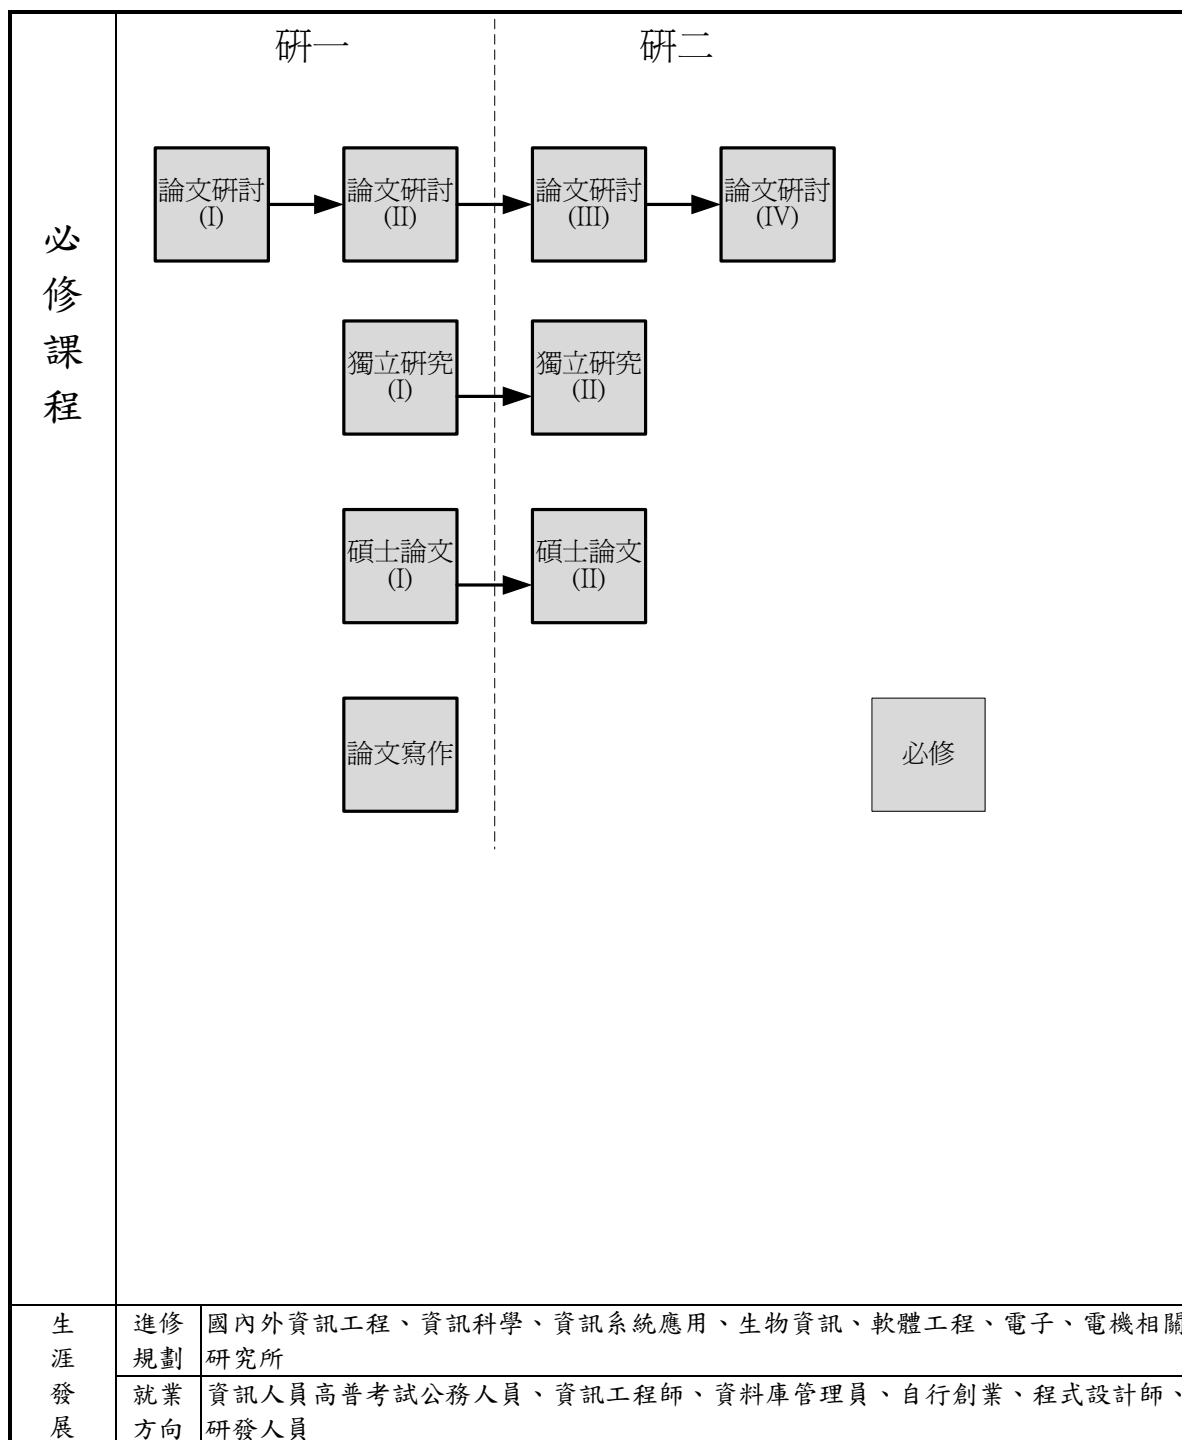 研一
研二
必修課程
論文研討
(I)
論文研討
(II)
論文研討
(III)
論文研討
(IV)
獨立研究
(I)
獨立研究
(II)
碩士論文
(I)
碩士論文
(II)
論文寫作
必修
生涯發展
進修
規劃
國內外資訊工程、資訊科學、資訊系統應用、生物資訊、軟體工程、電子、電機相關
研究所
就業
方向
資訊人員高普考試公務人員、資訊工程師、資料庫管理員、自行創業、程式設計師、
研發人員